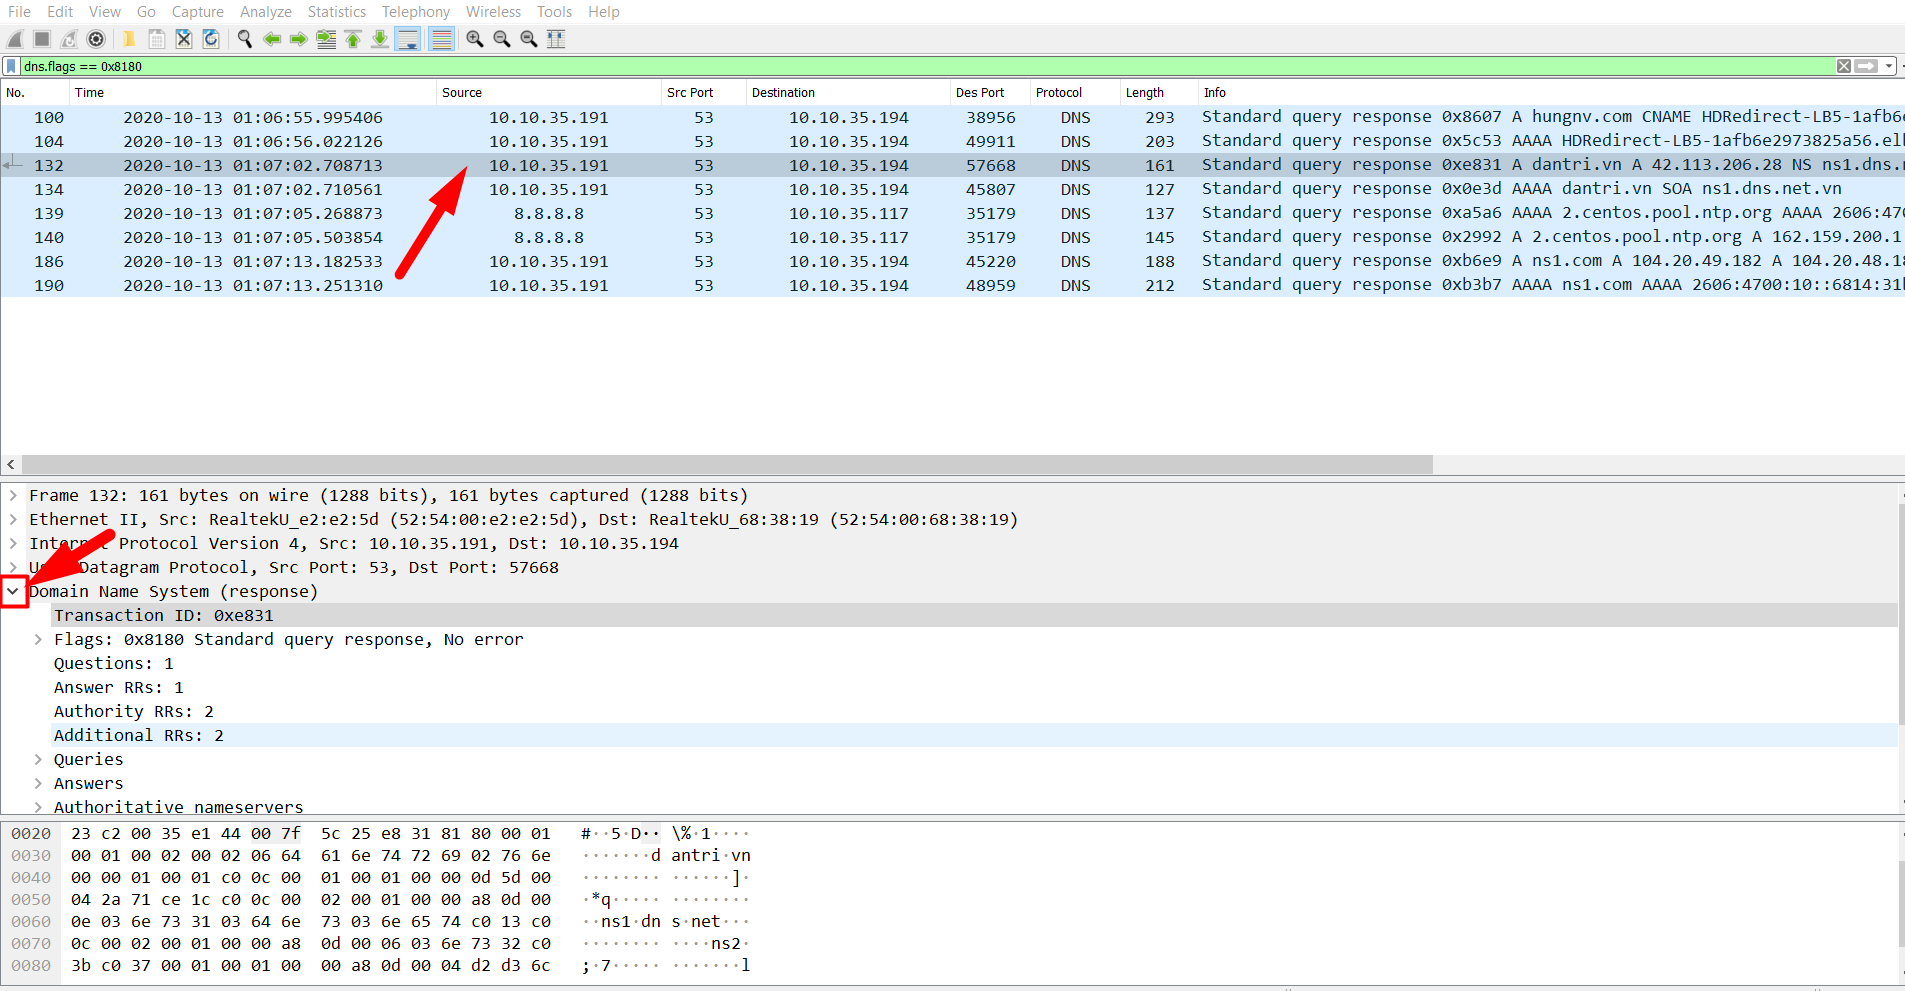 File Edit View Go Capture Analyze Statistics Telephony Wireless Tools Help
dns.flags == 0x8180
No. Time Source Src Port Destination Des Port Protocol Length Info
100 2020-10-13 01:06:55.995406 10.10.35.191 53 10.10.35.194 38956 DNS 293 Standard query response 0x8607 A hungnv.com CNAME HDRedirect-LB5-1afb6e
104 2020-10-13 01:06:56.022126 10.10.35.191 53 10.10.35.194 49911 DNS 203 Standard query response 0x5c53 AAAA HDRedirect-LB5-1afb6e2973825a56.el
132 2020-10-13 01:07:02.708713 10.10.35.191 53 10.10.35.194 57668 DNS 161 Standard query response 0xe831 A dantri.vn A 42.113.206.28 NS ns1.dns.
134 2020-10-13 01:07:02.710561 10.10.35.191 53 10.10.35.194 45807 DNS 127 Standard query response 0x0e3d AAAA dantri.vn SOA ns1.dns.net.vn
139 2020-10-13 01:07:05.268873 8.8.8.8 53 10.10.35.117 35179 DNS 137 Standard query response 0xa5a6 AAAA 2.centos.pool.ntp.org AAAA 2606:470
140 2020-10-13 01:07:05.503854 8.8.8.8 53 10.10.35.117 35179 DNS 145 Standard query response 0x2992 A 2.centos.pool.ntp.org A 162.159.200.1
186 2020-10-13 01:07:13.182533 10.10.35.191 53 10.10.35.194 45220 DNS 188 Standard query response 0xb6e9 A ns1.com A 104.20.49.182 A 104.20.48.18
190 2020-10-13 01:07:13.251310 10.10.35.191 53 10.10.35.194 48959 DNS 212 Standard query response 0xb3b7 AAAA ns1.com AAAA 2606:4700:10::6814:31
Frame 132: 161 bytes on wire (1288 bits), 161 bytes captured (1288 bits)
Ethernet II, Src: RealtekU_e2:e2:5d (52:54:00:e2:e2:5d), Dst: RealtekU_68:38:19 (52:54:00:68:38:19)
Internet Protocol Version 4, Src: 10.10.35.191, Dst: 10.10.35.194
Datagram Protocol, Src Port: 53, Dst Port: 57668
Domain Name System (response)
Transaction ID: 0xe831
Flags: 0x8180 Standard query response, No error
Questions: 1
Answer RRs: 1
Authority RRs: 2
Additional RRs: 2
Queries
Answers
Authoritative nameservers
0020 23 c2 00 35 e1 44 00 7f 5c 25 e8 31 81 80 00 01 #··5·D·· \%·1····
0030 00 01 00 02 00 02 06 64 61 6e 74 72 69 02 76 6e ·······d antri·vn
0040 00 00 01 00 01 c0 0c 00 01 00 01 00 00 0d 5d 00 ········ ······]·
0050 04 2a 71 ce 1c c0 0c 00 02 00 01 00 00 a8 0d 00 ·*q····· ········
0060 0e 03 6e 73 31 03 64 6e 73 03 6e 65 74 c0 13 c0 ··ns1·dn s·net···
0070 0c 00 02 00 01 00 00 a8 0d 00 06 03 6e 73 32 c0 ········ ····ns2·
0080 3b c0 37 00 01 00 01 00 00 a8 0d 00 04 d2 d3 6c ;·7····· ·······l